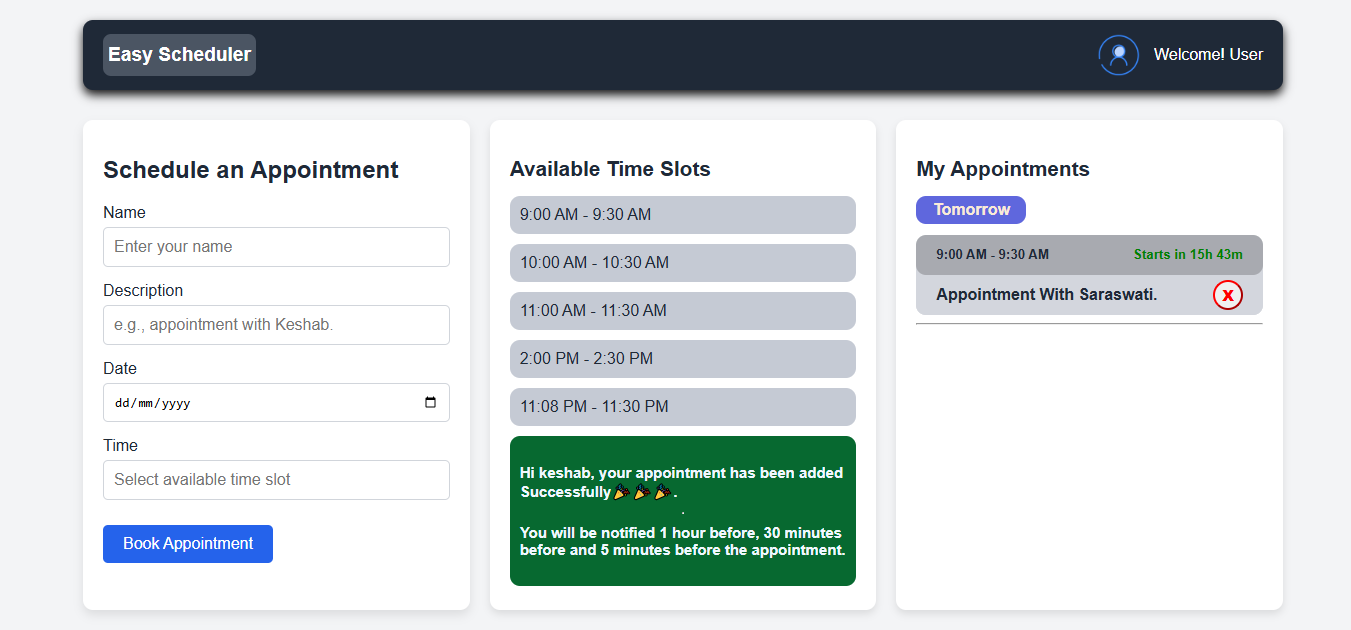 Easy Scheduler
Welcome! User
Schedule an Appointment
Name
Enter your name
Description
e.g., appointment with Keshab.
Date
dd/mm/yyyy
Time
Select available time slot
Book Appointment
Available Time Slots
9:00 AM - 9:30 AM
10:00 AM - 10:30 AM
11:00 AM - 11:30 AM
2:00 PM - 2:30 PM
11:08 PM - 11:30 PM
Hi keshab, your appointment has been added
Successfully🎉🎉🎉.
.
You will be notified 1 hour before, 30 minutes
before and 5 minutes before the appointment.
My Appointments
Tomorrow
9:00 AM - 9:30 AM
Starts in 15h 43m
Appointment With Saraswati.
X